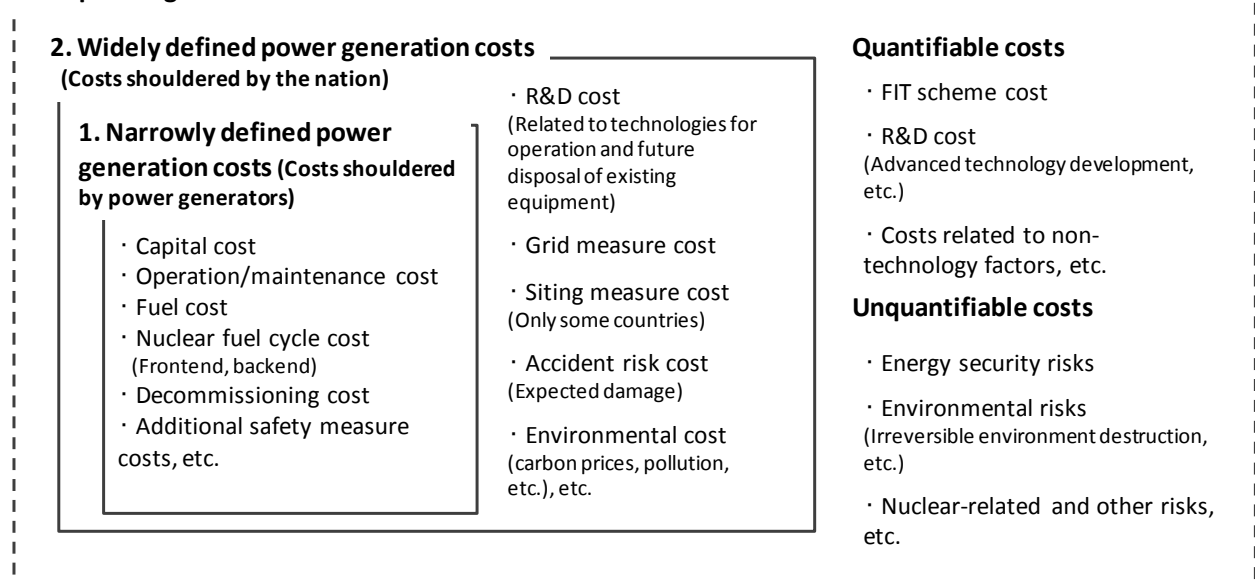 2. Widely defined power generation costs
(Costs shouldered by the nation)
1. Narrowly defined power
generation costs (Costs shouldered
by power generators)
· Capital cost
· Operation/maintenance cost
· Fuel cost
· Nuclear fuel cycle cost
(Frontend, backend)
· Decommissioning cost
· Additional safety measure
costs, etc.
· R&D cost
(Related to technologies for
operation and future
disposal of existing
equipment)
· Grid measure cost
· Siting measure cost
(Only some countries)
· Accident risk cost
(Expected damage)
· Environmental cost
(carbon prices, pollution,
etc.), etc.
Quantifiable costs
· FIT scheme cost
· R&D cost
(Advanced technology development,
etc.)
· Costs related to non-
technology factors, etc.
Unquantifiable costs
· Energy security risks
· Environmental risks
(Irreversible environment destruction,
etc.)
· Nuclear-related and other risks,
etc.